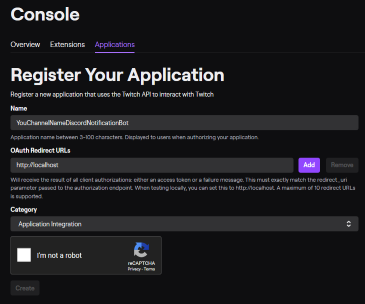 Console
Overview Extensions Applications
Register Your Application
Register a new application that uses the Twitch API to interact with Twitch
Name
YouChannelNameDiscordNotificationBot
Application name between 3-100 characters. Displayed to users when authorizing your application.
OAuth Redirect URLs
http://localhost
Add
Remove
Will receive the result of all client authorizations: either an access token or a failure message. This must exactly match the redirect_uri
parameter passed to the authorization endpoint. When testing locally, you can set this to http://localhost. A maximum of 10 redirect URLs
is supported.
Category
Application Integration
I'm not a robot
reCAPTCHA
Privacy - Terms
Create